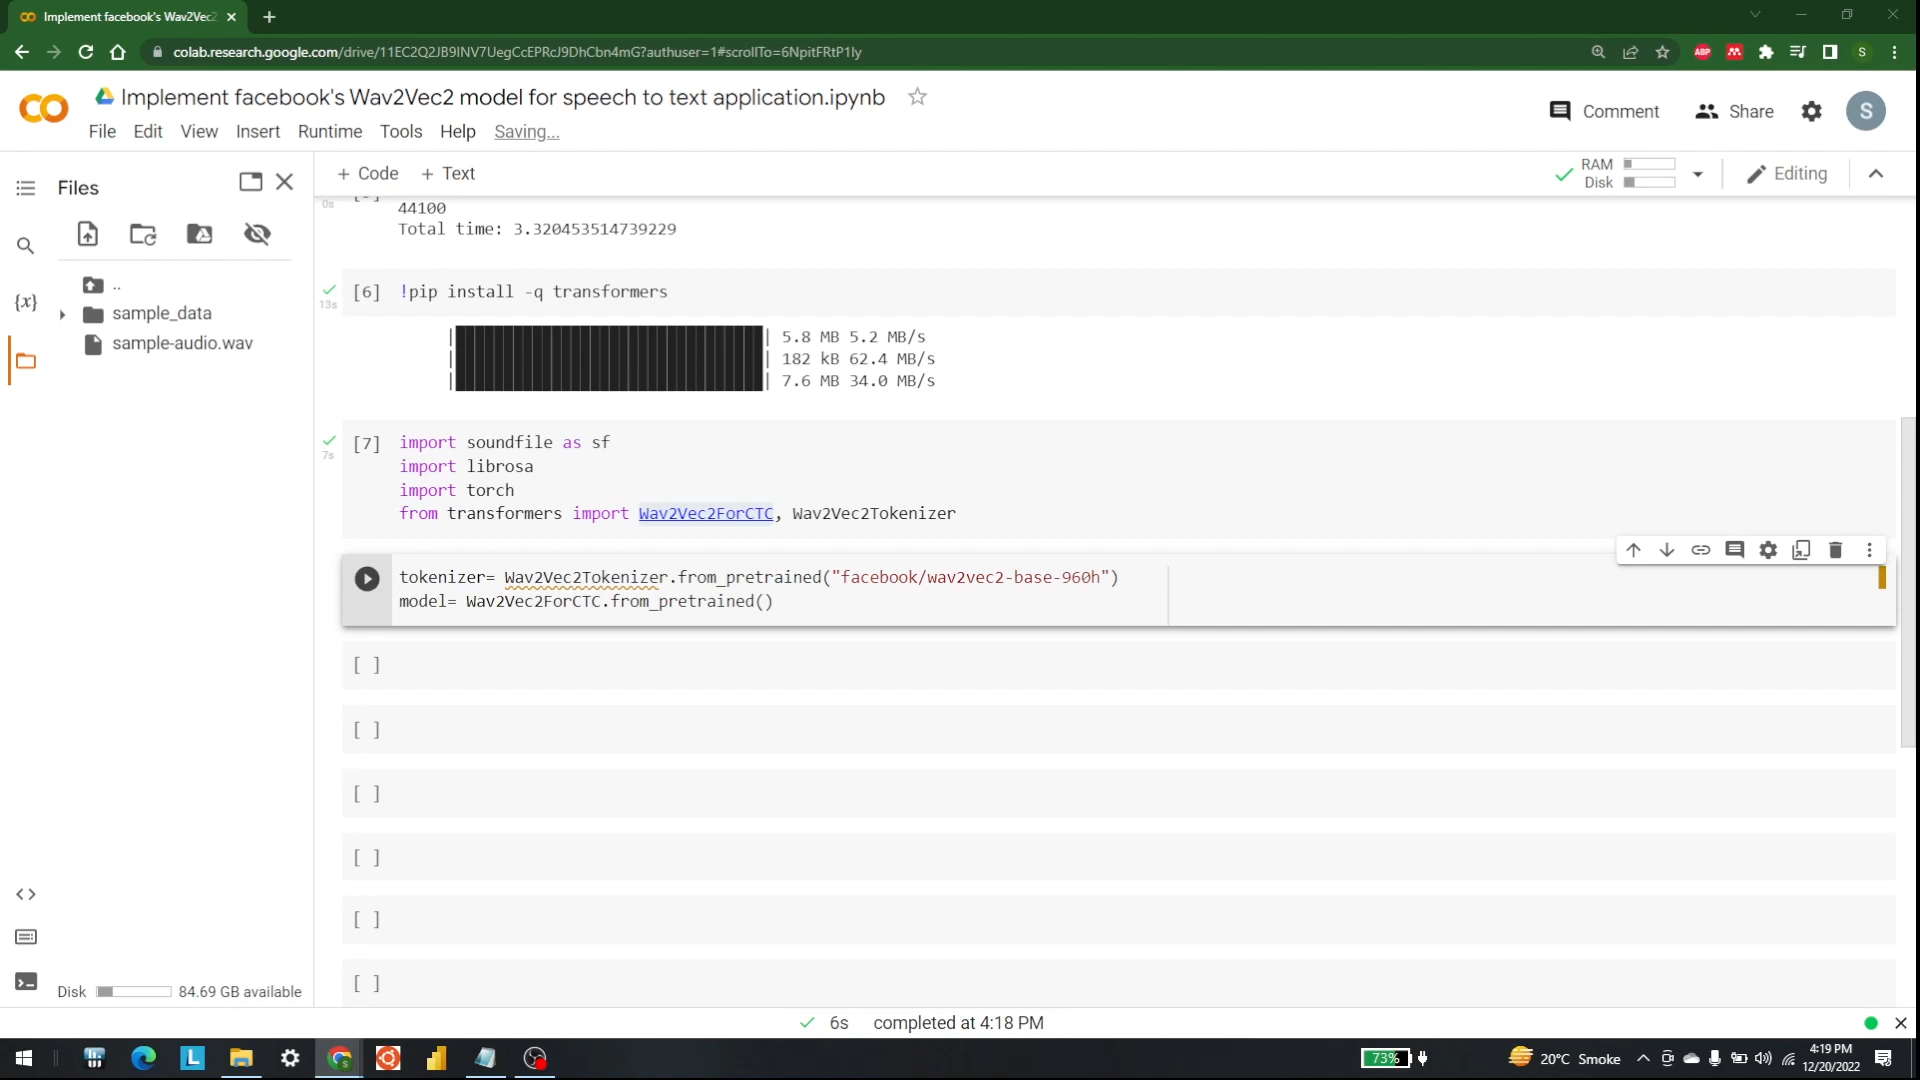 Implement facebook's Wav2Vec2
colab.research.google.com/drive/11EC2Q2JB9INV7UegCcEPRcJ9DhCbn4mG?authuser=1#scrollTo=6NpitFRtP1ly
ABP
S
Implement facebook's Wav2Vec2 model for speech to text application.ipynb
Comment
Share
S
File Edit View Insert Runtime Tools Help Saving...
Files
+ Code + Text
RAM
Disk
Editing
0s
44100
Total time: 3.320453514739229
..
sample_data
sample-audio.wav
{x}
13s
[6] !pip install -q transformers
5.8 MB 5.2 MB/s
182 kB 62.4 MB/s
7.6 MB 34.0 MB/s
7s
[7] import soundfile as sf
import librosa
import torch
from transformers import Wav2Vec2ForCTC, Wav2Vec2Tokenizer
tokenizer= Wav2Vec2Tokenizer.from_pretrained("facebook/wav2vec2-base-960h")
model= Wav2Vec2ForCTC.from_pretrained()
[ ]
[ ]
[ ]
[ ]
[ ]
[ ]
Disk 84.69 GB available
6s completed at 4:18 PM
L
73%
20°C Smoke
4:19 PM
12/20/2022